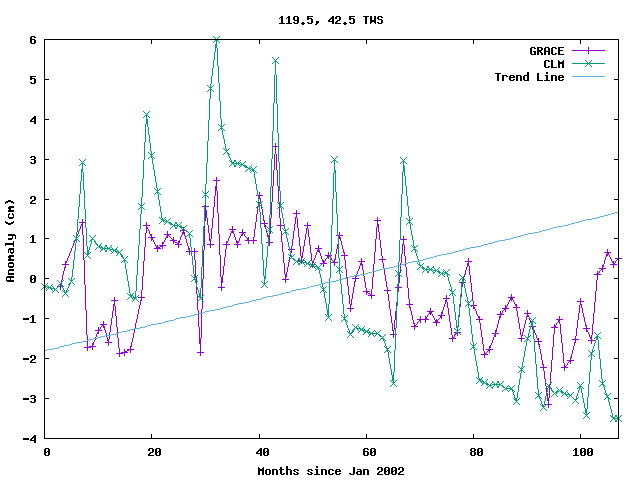 119.5, 42.5 TWS
GRACE
CLM
Trend Line
Anomaly (cm)
6
5
4
3
2
1
0
-1
-2
-3
-4
0 20 40 60 80 100
Months since Jan 2002